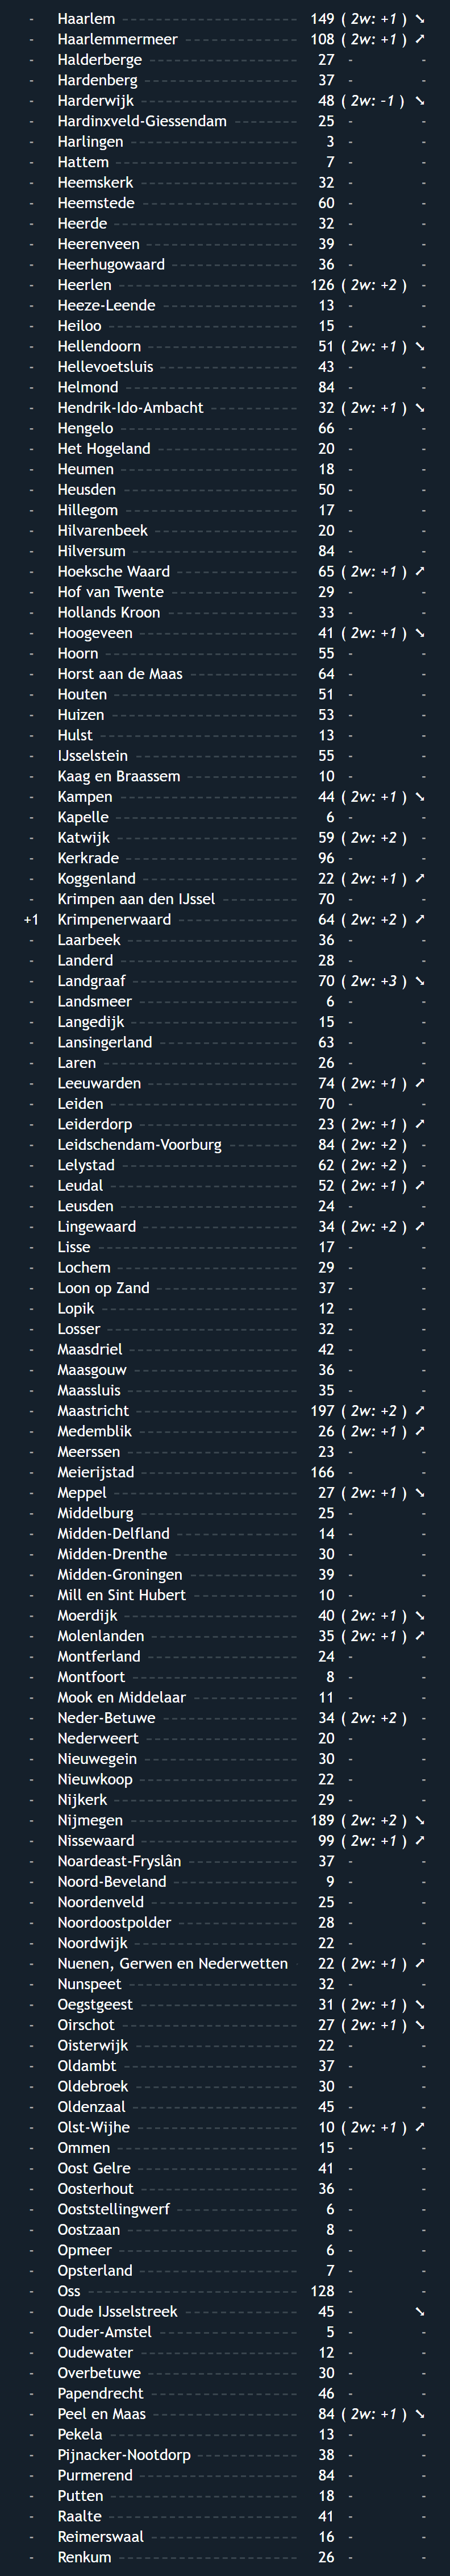 - Haarlem 149 ( 2w: +1 ) ↘
- Haarlemmermeer 108 ( 2w: +1 ) ↗
- Halderberge 27 - -
- Hardenberg 37 - -
- Harderwijk 48 ( 2w: -1 ) ↘
- Hardinxveld-Giessendam 25 - -
- Harlingen 3 - -
- Hattem 7 - -
- Heemskerk 32 - -
- Heemstede 60 - -
- Heerde 32 - -
- Heerenveen 39 - -
- Heerhugowaard 36 - -
- Heerlen 126 ( 2w: +2 ) -
- Heeze-Leende 13 - -
- Heiloo 15 - -
- Hellendoorn 51 ( 2w: +1 ) ↘
- Hellevoetsluis 43 - -
- Helmond 84 - -
- Hendrik-Ido-Ambacht 32 ( 2w: +1 ) ↘
- Hengelo 66 - -
- Het Hogeland 20 - -
- Heumen 18 - -
- Heusden 50 - -
- Hillegom 17 - -
- Hilvarenbeek 20 - -
- Hilversum 84 - -
- Hoeksche Waard 65 ( 2w: +1 ) ↗
- Hof van Twente 29 - -
- Hollands Kroon 33 - -
- Hoogeveen 41 ( 2w: +1 ) ↘
- Hoorn 55 - -
- Horst aan de Maas 64 - -
- Houten 51 - -
- Huizen 53 - -
- Hulst 13 - -
- IJsselstein 55 - -
- Kaag en Braassem 10 - -
- Kampen 44 ( 2w: +1 ) ↘
- Kapelle 6 - -
- Katwijk 59 ( 2w: +2 ) -
- Kerkrade 96 - -
- Koggenland 22 ( 2w: +1 ) ↗
- Krimpen aan den IJssel 70 - -
+1 Krimpenerwaard 64 ( 2w: +2 ) ↗
- Laarbeek 36 - -
- Landerd 28 - -
- Landgraaf 70 ( 2w: +3 ) ↘
- Landsmeer 6 - -
- Langedijk 15 - -
- Lansingerland 63 - -
- Laren 26 - -
- Leeuwarden 74 ( 2w: +1 ) ↗
- Leiden 70 - -
- Leiderdorp 23 ( 2w: +1 ) ↗
- Leidschendam-Voorburg 84 ( 2w: +2 ) -
- Lelystad 62 ( 2w: +2 ) -
- Leudal 52 ( 2w: +1 ) ↗
- Leusden 24 - -
- Lingewaard 34 ( 2w: +2 ) ↗
- Lisse 17 - -
- Lochem 29 - -
- Loon op Zand 37 - -
- Lopik 12 - -
- Losser 32 - -
- Maasdriel 42 - -
- Maasgouw 36 - -
- Maassluis 35 - -
- Maastricht 197 ( 2w: +2 ) ↗
- Medemblik 26 ( 2w: +1 ) ↗
- Meerssen 23 - -
- Meierijstad 166 - -
- Meppel 27 ( 2w: +1 ) ↘
- Middelburg 25 - -
- Midden-Delfland 14 - -
- Midden-Drenthe 30 - -
- Midden-Groningen 39 - -
- Mill en Sint Hubert 10 - -
- Moerdijk 40 ( 2w: +1 ) ↘
- Molenlanden 35 ( 2w: +1 ) ↗
- Montferland 24 - -
- Montfoort 8 - -
- Mook en Middelaar 11 - -
- Neder-Betuwe 34 ( 2w: +2 ) -
- Nederweert 20 - -
- Nieuwegein 30 - -
- Nieuwkoop 22 - -
- Nijkerk 29 - -
- Nijmegen 189 ( 2w: +2 ) ↘
- Nissewaard 99 ( 2w: +1 ) ↗
- Noardeast-Fryslân 37 - -
- Noord-Beveland 9 - -
- Noordenveld 25 - -
- Noordoostpolder 28 - -
- Noordwijk 22 - -
- Nuenen, Gerwen en Nederwetten 22 ( 2w: +1 ) ↗
- Nunspeet 32 - -
- Oegstgeest 31 ( 2w: +1 ) ↘
- Oirschot 27 ( 2w: +1 ) ↘
- Oisterwijk 22 - -
- Oldambt 37 - -
- Oldebroek 30 - -
- Oldenzaal 45 - -
- Olst-Wijhe 10 ( 2w: +1 ) ↗
- Ommen 15 - -
- Oost Gelre 41 - -
- Oosterhout 36 - -
- Ooststellingwerf 6 - -
- Oostzaan 8 - -
- Opmeer 6 - -
- Opsterland 7 - -
- Oss 128 - -
- Oude IJsselstreek 45 - ↘
- Ouder-Amstel 5 - -
- Oudewater 12 - -
- Overbetuwe 30 - -
- Papendrecht 46 - -
- Peel en Maas 84 ( 2w: +1 ) ↘
- Pekela 13 - -
- Pijnacker-Nootdorp 38 - -
- Purmerend 84 - -
- Putten 18 - -
- Raalte 41 - -
- Reimerswaal 16 - -
- Renkum 26 - -